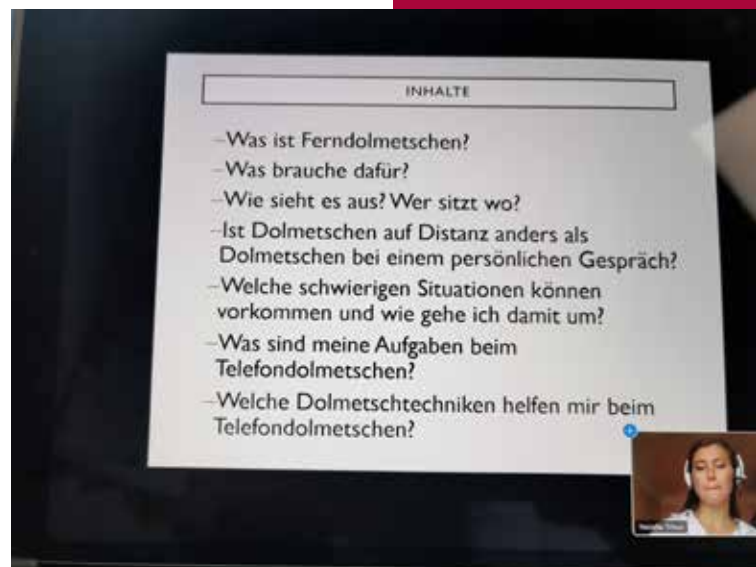 INHALTE
–Was ist Ferndolmetschen?
–Was brauche dafür?
–Wie sieht es aus? Wer sitzt wo?
–Ist Dolmetschen auf Distanz anders als
Dolmetschen bei einem persönlichen Gespräch?
–Welche schwierigen Situationen können
vorkommen und wie gehe ich damit um?
–Was sind meine Aufgaben beim
Telefondolmetschen?
–Welche Dolmetschtechniken helfen mir beim
Telefondolmetschen?